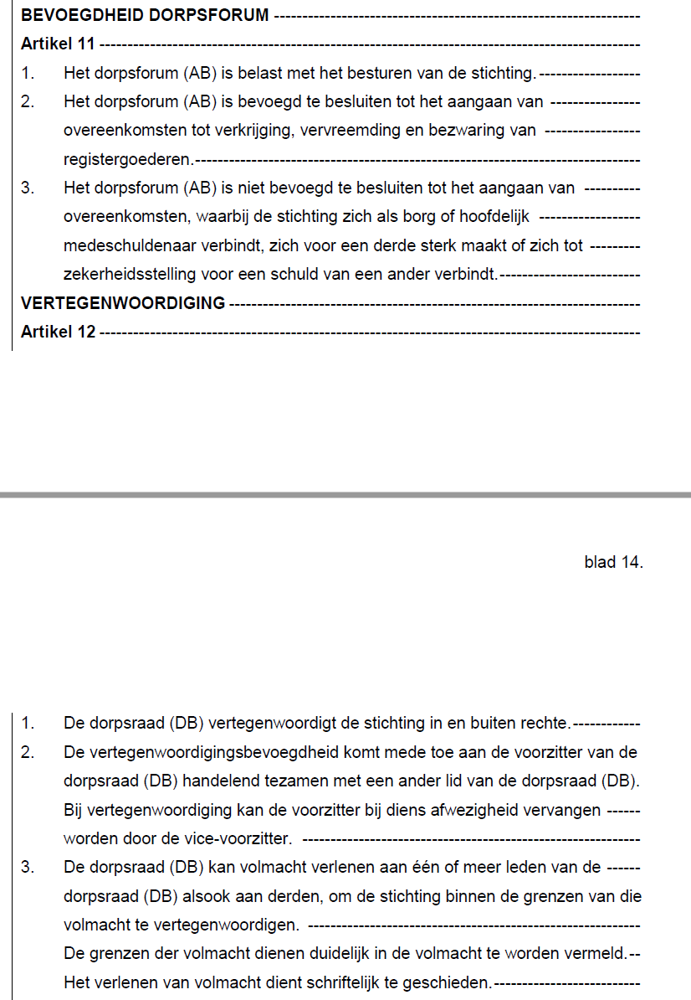 BEVOEGDHEID DORPSFORUM -----------------------------------------------------------------
Artikel 11 ------------------------------------------------------------------------------------------------
1. Het dorpsforum (AB) is belast met het besturen van de stichting.------------------
2. Het dorpsforum (AB) is bevoegd te besluiten tot het aangaan van ----------------
overeenkomsten tot verkrijging, vervreemding en bezwaring van -----------------
registergoederen.-------------------------------------------------------------------------------
3. Het dorpsforum (AB) is niet bevoegd te besluiten tot het aangaan van ----------
overeenkomsten, waarbij de stichting zich als borg of hoofdelijk ------------------
medeschuldenaar verbindt, zich voor een derde sterk maakt of zich tot ---------
zekerheidsstelling voor een schuld van een ander verbindt.-------------------------
VERTEGENWOORDIGING -------------------------------------------------------------------------
Artikel 12 ------------------------------------------------------------------------------------------------
blad 14.
1. De dorpsraad (DB) vertegenwoordigt de stichting in en buiten rechte.------------
2. De vertegenwoordigingsbevoegdheid komt mede toe aan de voorzitter van de
dorpsraad (DB) handelend tezamen met een ander lid van de dorpsraad (DB).
Bij vertegenwoordiging kan de voorzitter bij diens afwezigheid vervangen ------
worden door de vice-voorzitter. ------------------------------------------------------------
3. De dorpsraad (DB) kan volmacht verlenen aan één of meer leden van de ------
dorpsraad (DB) alsook aan derden, om de stichting binnen de grenzen van die
volmacht te vertegenwoordigen. -----------------------------------------------------------
De grenzen der volmacht dienen duidelijk in de volmacht te worden vermeld.--
Het verlenen van volmacht dient schriftelijk te geschieden.--------------------------